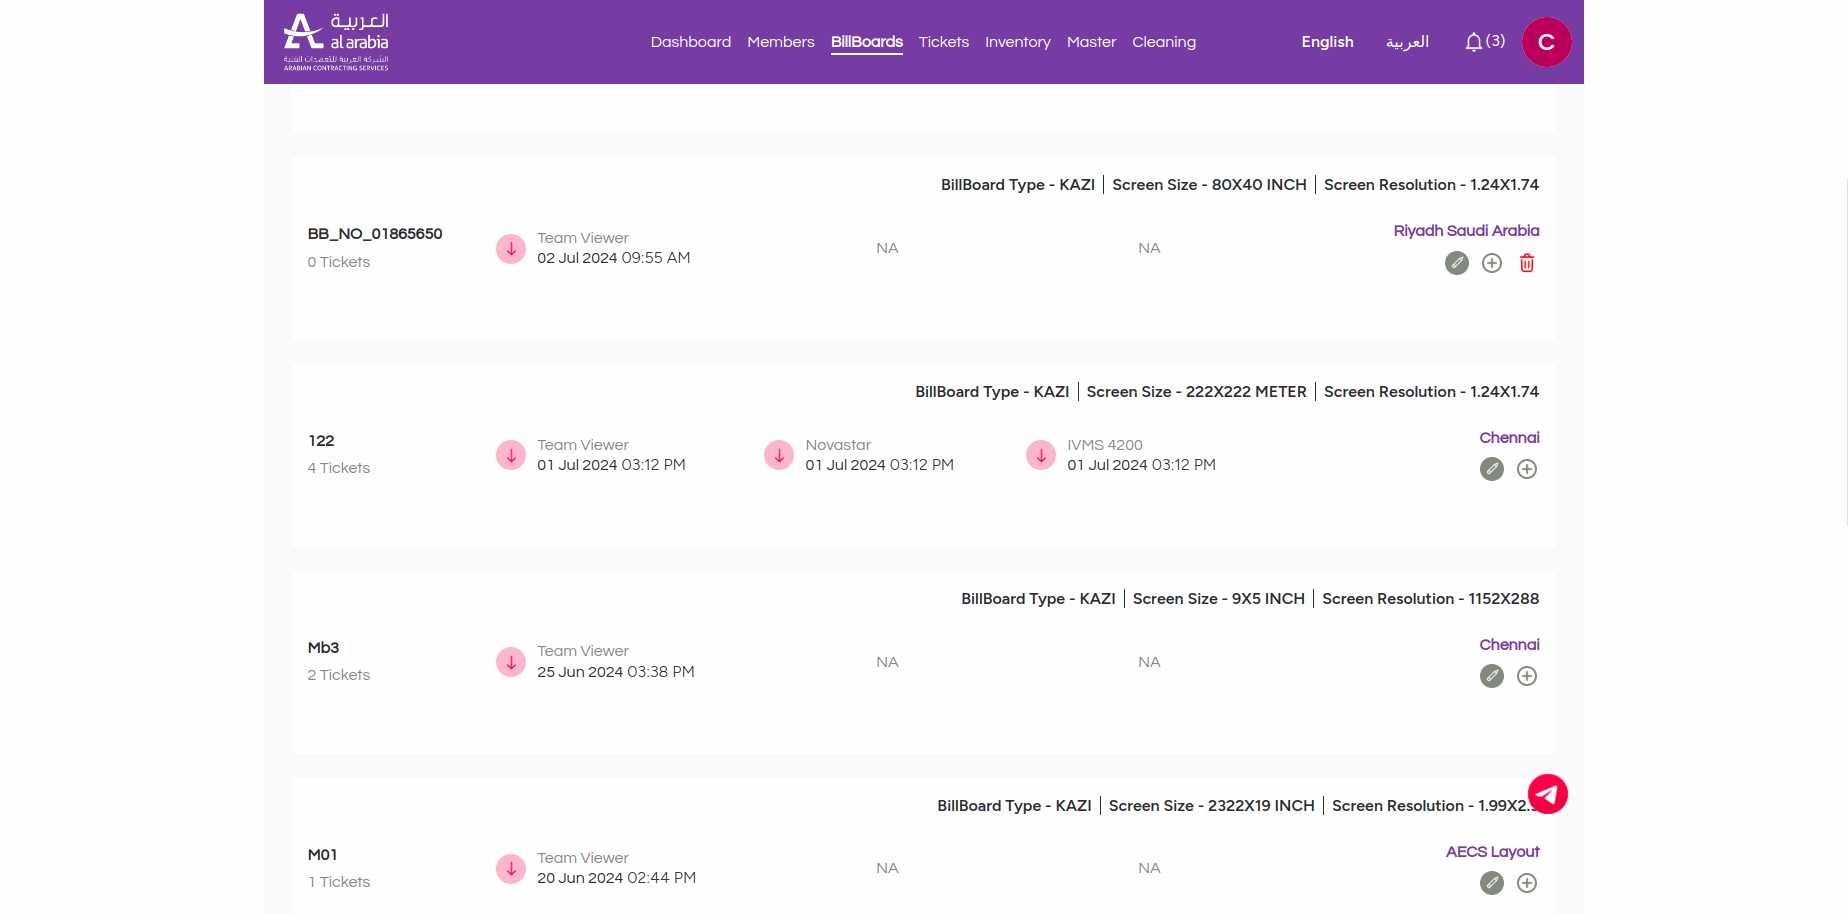 العربية
al arabia
الشركة العربية للتعهدات الفنية
ARABIAN CONTRACTING SERVICES
Dashboard Members BillBoards Tickets Inventory Master Cleaning
English العربية (3) C
BillBoard Type - KAZI | Screen Size - 80X40 INCH | Screen Resolution - 1.24X1.74
BB_NO_01865650
0 Tickets
Team Viewer
02 Jul 2024 09:55 AM
NA
NA
Riyadh Saudi Arabia
BillBoard Type - KAZI | Screen Size - 222X222 METER | Screen Resolution - 1.24X1.74
122
4 Tickets
Team Viewer
01 Jul 2024 03:12 PM
Novastar
01 Jul 2024 03:12 PM
IVMS 4200
01 Jul 2024 03:12 PM
Chennai
BillBoard Type - KAZI | Screen Size - 9X5 INCH | Screen Resolution - 1152X288
Mb3
2 Tickets
Team Viewer
25 Jun 2024 03:38 PM
NA
NA
Chennai
BillBoard Type - KAZI | Screen Size - 2322X19 INCH | Screen Resolution -
M01
1 Tickets
Team Viewer
20 Jun 2024 02:44 PM
NA
NA
AECS Layout